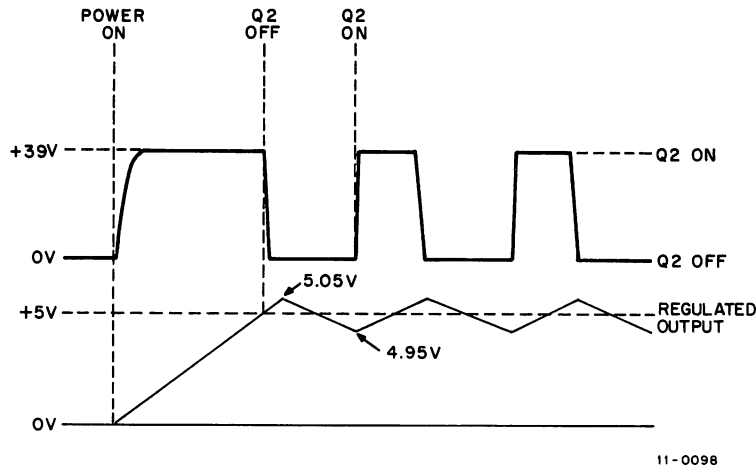 POWER
ON
Q2
OFF
Q2
ON
+39V
Q2 ON
0V
Q2 OFF
5.05V
+5V
REGULATED
OUTPUT
4.95V
0V
11-0098